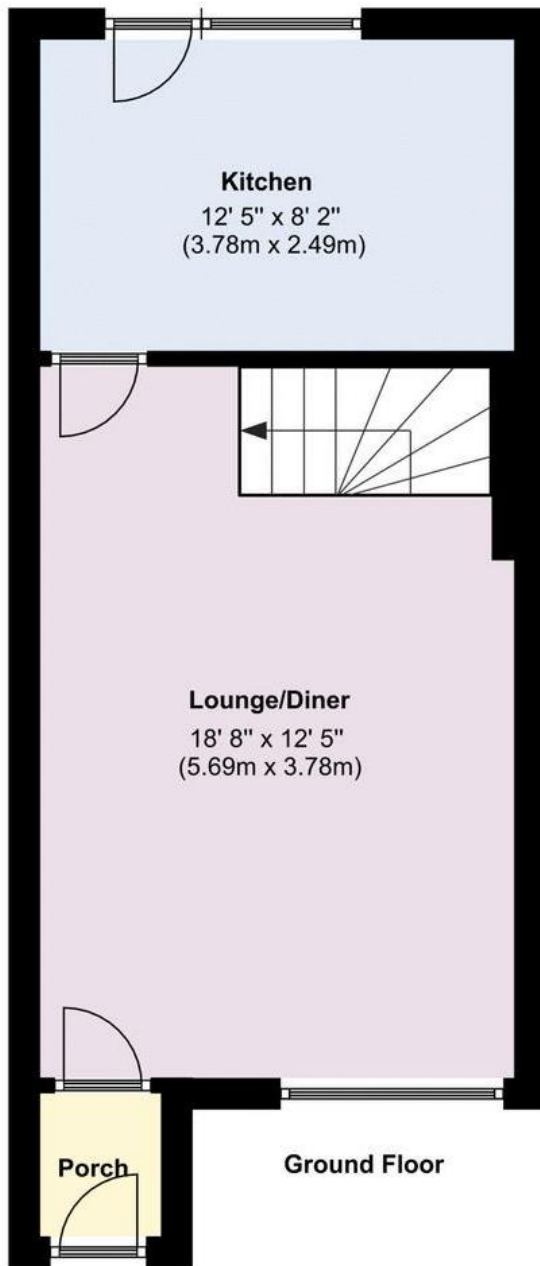 Kitchen
12' 5" x 8' 2"
(3.78m x 2.49m)
Lounge/Diner
18' 8" x 12' 5"
(5.69m x 3.78m)
Porch
Ground Floor